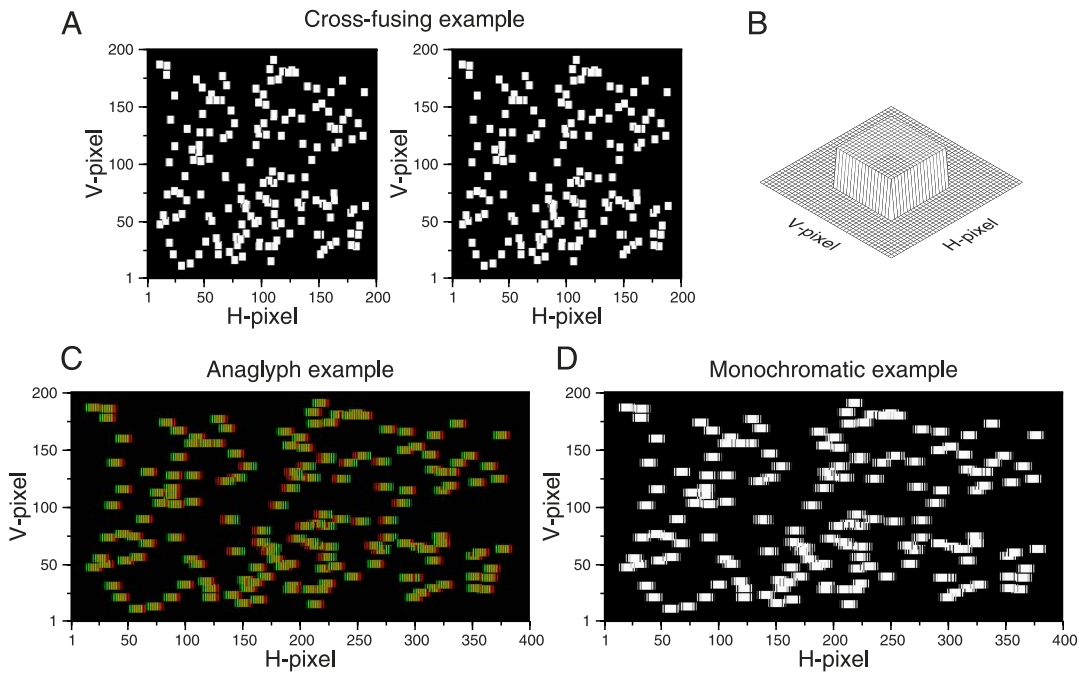 A
Cross-fusing example
B
200
150
100
50
1
V-pixel
1 50 100 150 200
H-pixel
200
150
100
50
1
V-pixel
1 50 100 150 200
H-pixel
V-pixel
H-pixel
C
Anaglyph example
200
150
100
50
1
V-pixel
1 50 100 150 200 250 300 350 400
H-pixel
D
Monochromatic example
200
150
100
50
1
V-pixel
1 50 100 150 200 250 300 350 400
H-pixel